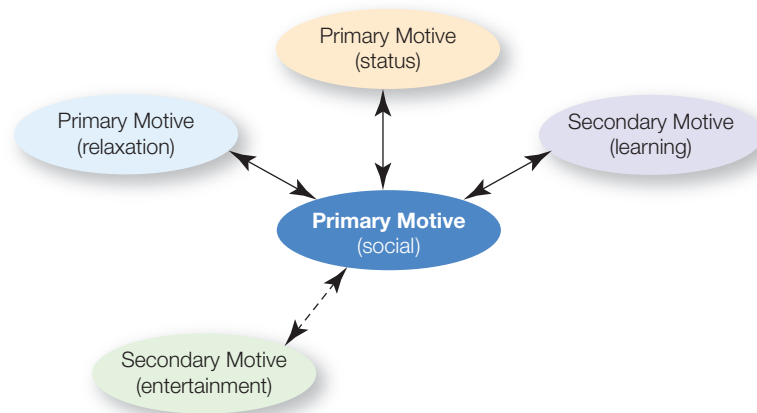 Primary Motive
(status)
Primary Motive
(relaxation)
Secondary Motive
(learning)
Primary Motive
(social)
Secondary Motive
(entertainment)